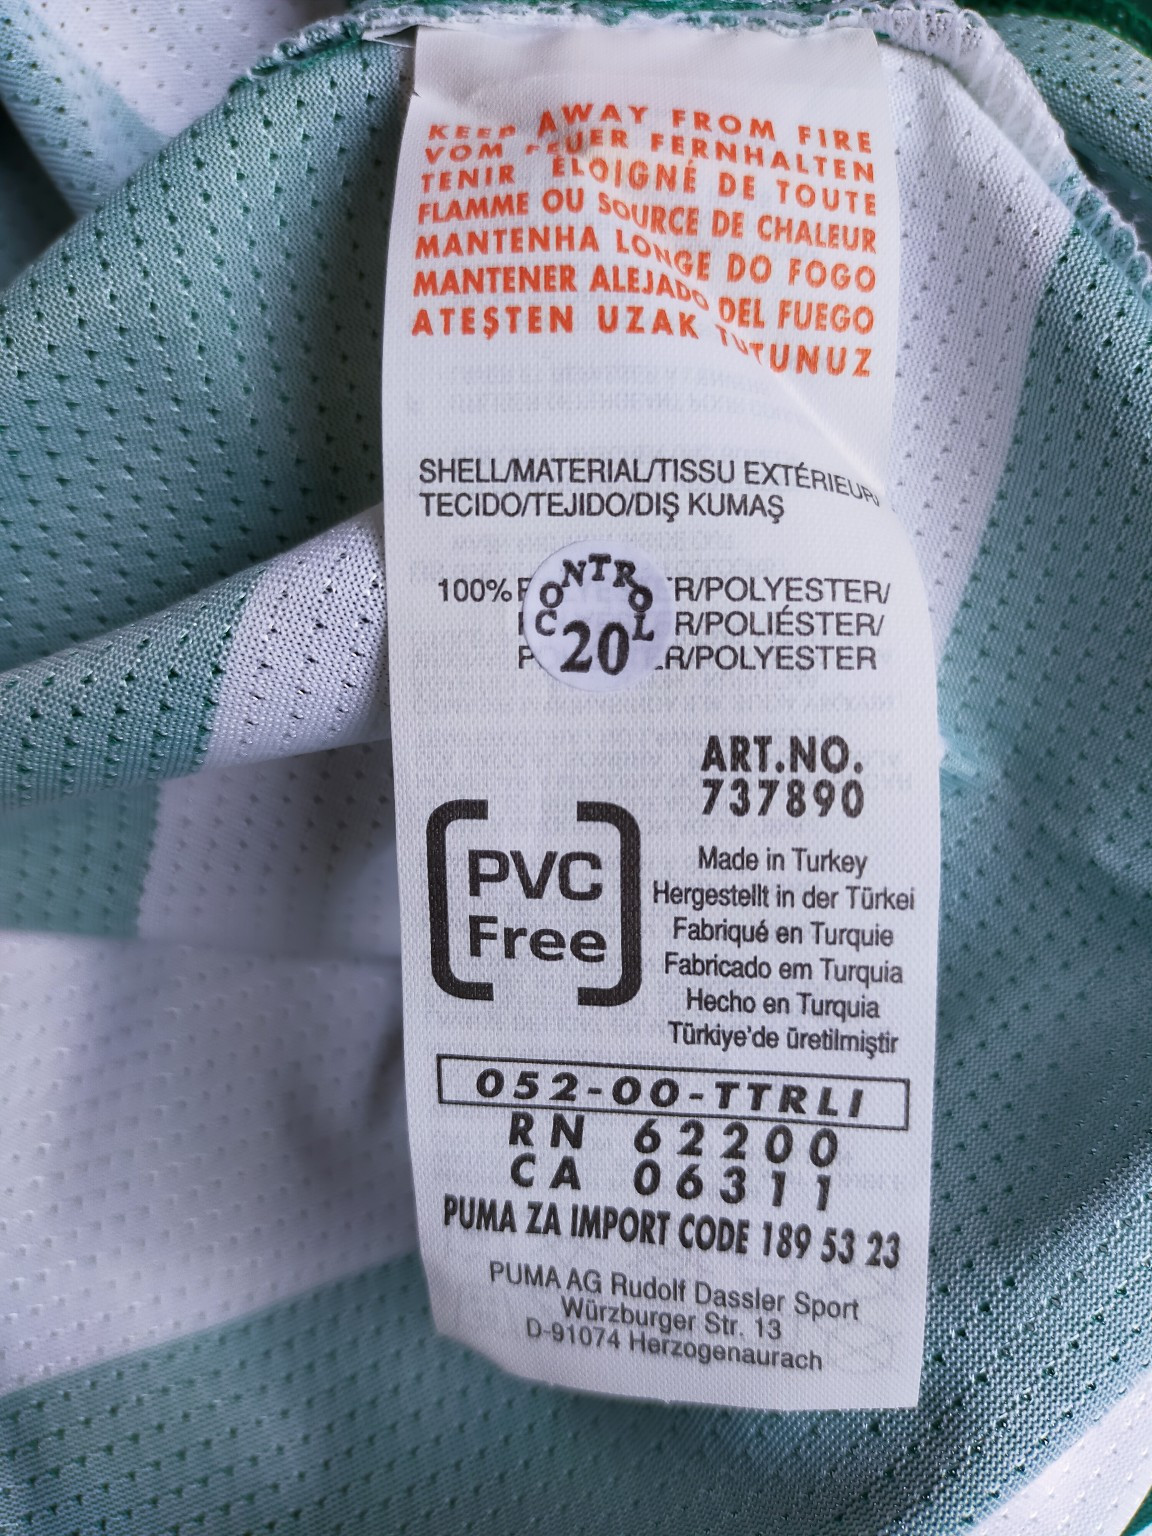 KEEP AWAY FROM FIRE
VOM FEUER FERNHALTEN
TENIR ÉLOIGNÉ DE TOUTE
FLAMME OU SOURCE DE CHALEUR
MANTENHA LONGE DO FOGO
MANTENER ALEJADO DEL FUEGO
ATEŞTEN UZAK TUTUNUZ
SHELL/MATERIAL/TISSU EXTÉRIEUR/
TECIDO/TEJIDO/DIŞ KUMAŞ
CONTROL
20
100% /POLYESTER/
/POLIÉSTER/
/POLYESTER
ART.NO.
737890
PVC
Free
Made in Turkey
Hergestellt in der Türkei
Fabriqué en Turquie
Fabricado em Turquia
Hecho en Turquia
Türkiye'de üretilmiştir
052-00-TTRLI
RN 62200
CA 06311
PUMA ZA IMPORT CODE 189 53 23
PUMA AG Rudolf Dassler Sport
Würzburger Str. 13
D-91074 Herzogenaurach